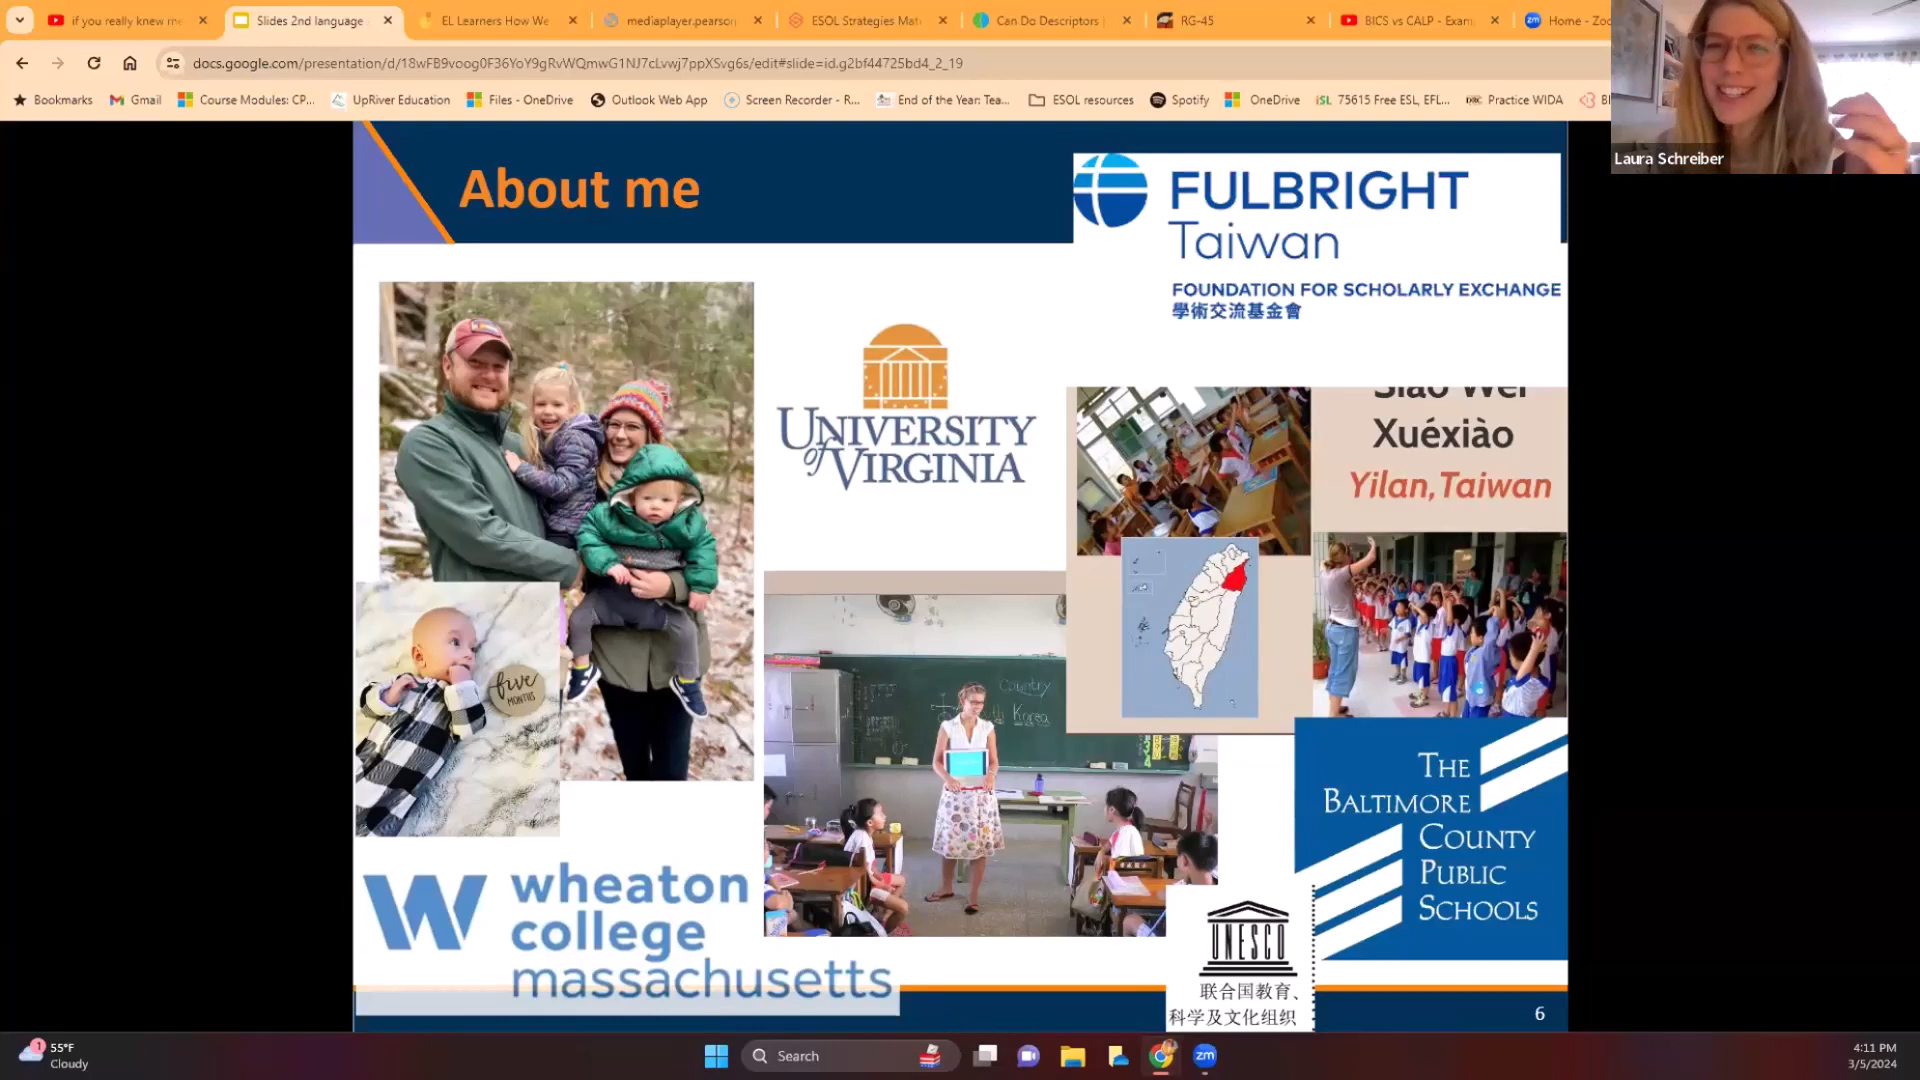 if you really knew me
Slides 2nd language
EL Learners How We
mediaplayer.pearson
ESOL Strategies Mat
Can Do Descriptors
RG-45
BICS vs CALP - Exam
Home - Zoo
docs.google.com/presentation/d/18wFB9voog0F36YoY9gRvWQmwG1NJ7cLvwj7ppXSvg6s/edit#slide=id.g2bf44725bd4_2_19
Bookmarks
Gmail
Course Modules: CP...
UpRiver Education
Files - OneDrive
Outlook Web App
Screen Recorder - R...
End of the Year: Tea...
ESOL resources
Spotify
OneDrive
75615 Free ESL, EFL...
Practice WIDA
Laura Schreiber
About me
FULBRIGHT
Taiwan
FOUNDATION FOR SCHOLARLY EXCHANGE
學術交流基金會
UNIVERSITY
of VIRGINIA
Siao Wei
Xuéxiào
Yilan, Taiwan
five
MONTHS
Country
Korea
THE
BALTIMORE
COUNTY
PUBLIC
SCHOOLS
W wheaton
college
massachusetts
UNESCO
联合国教育、
科学及文化组织
6
1
55°F
Cloudy
Search
zm
4:11 PM
3/5/2024